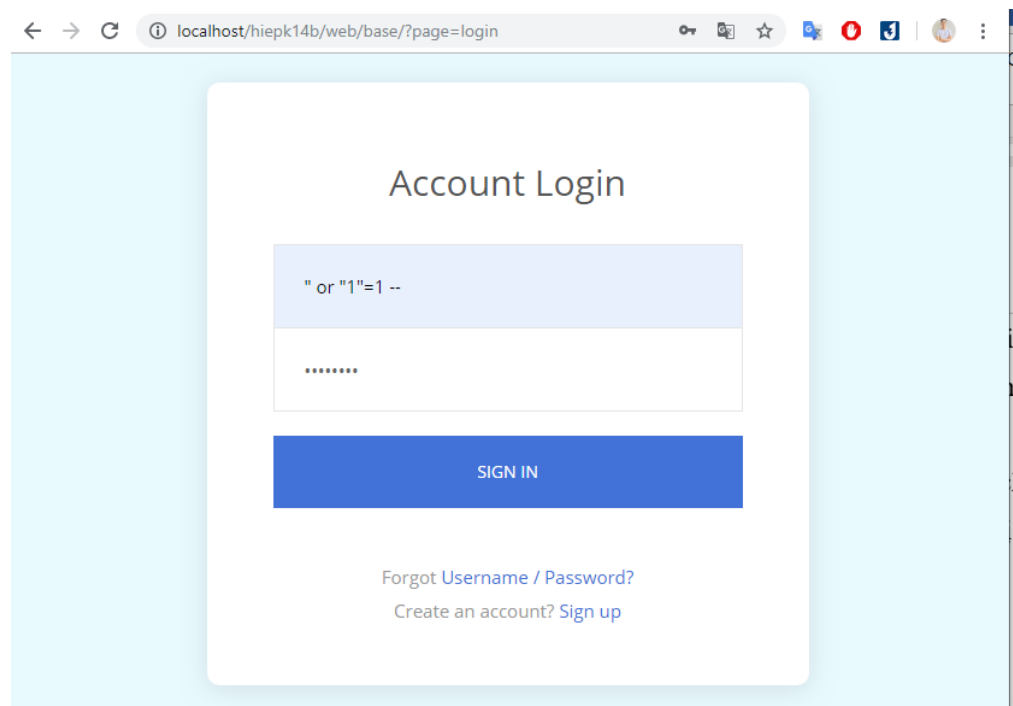 localhost/hiepk14b/web/base/?page=login
Account Login
" or "1"=1 --
••••••••
SIGN IN
Forgot Username / Password?
Create an account? Sign up